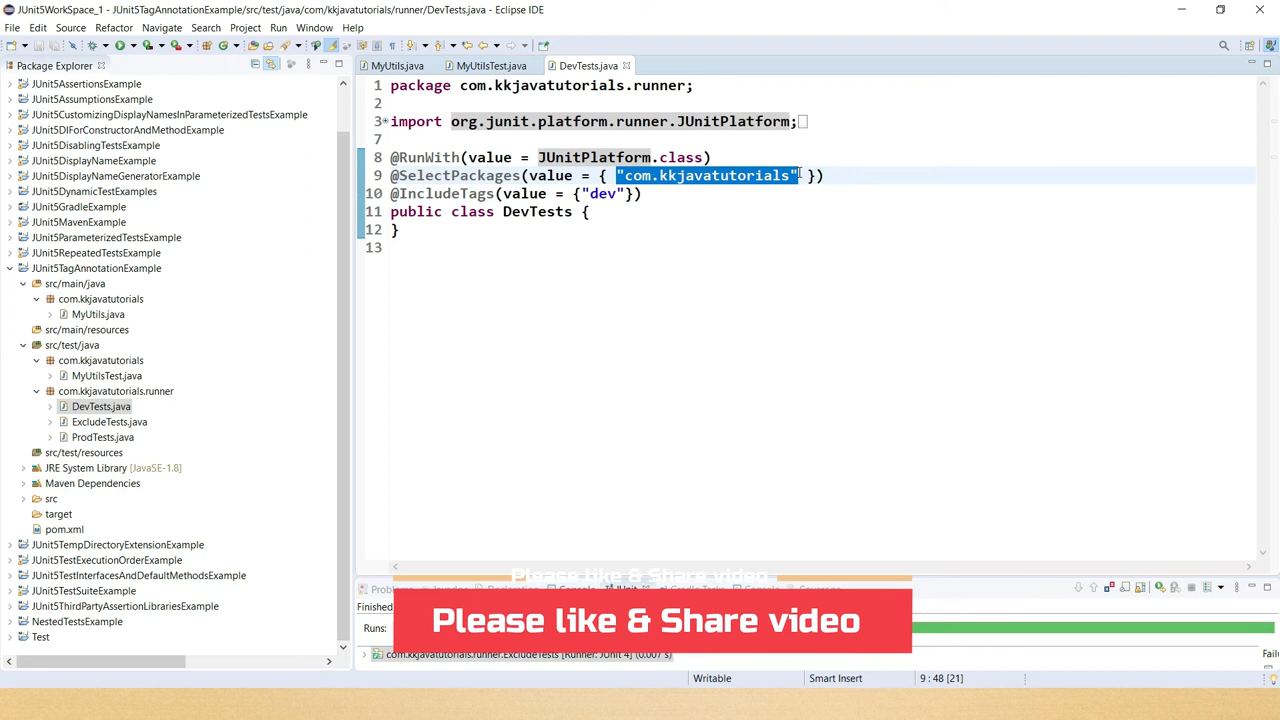 JUnit5WorkSpace_1 - JUnit5TagAnnotationExample/src/test/java/com/kkjavatutorials/runner/DevTests.java - Eclipse IDE
File Edit Source Refactor Navigate Search Project Run Window Help
Package Explorer
JUnit5AssertionsExample
JUnit5AssumptionsExample
JUnit5CustomizingDisplayNamesInParameterizedTestsExample
JUnit5DIForConstructorAndMethodExample
JUnit5DisablingTestsExample
JUnit5DisplayNameExample
JUnit5DisplayNameGeneratorExample
JUnit5GradleExample
JUnit5MavenExample
JUnit5ParameterizedTestsExample
JUnit5RepeatedTestsExample
JUnit5TagAnnotationExample
src/main/java
com.kkjavatutorials
MyUtils.java
src/main/resources
src/test/java
com.kkjavatutorials
MyUtilsTest.java
com.kkjavatutorials.runner
DevTests.java
ExcludeTests.java
ProdTests.java
src/test/resources
JRE System Library [JavaSE-1.8]
Maven Dependencies
src
target
pom.xml
JUnit5TempDirectoryExtensionExample
JUnit5TestExecutionOrderExample
JUnit5TestInterfacesAndDefaultMethodsExample
JUnit5TestSuiteExample
JUnit5ThirdPartyAssertionLibrariesExample
NestedTestsExample
Test
MyUtils.java MyUtilsTest.java DevTests.java
1 package com.kkjavatutorials.runner;
2
3 import org.junit.platform.runner.JUnitPlatform;
7
8 @RunWith(value = JUnitPlatform.class)
9 @SelectPackages(value = { "com.kkjavatutorials" })
10 @IncludeTags(value = {"dev"})
11 public class DevTests {
12 }
13
Please like & Share video
Finished
Runs:
Please like & Share video
com.kkjavatutorials.runner.ExcludeTests [Runner: JUnit 4] (0.007 s)
Writable Smart Insert 9 : 48 [21]